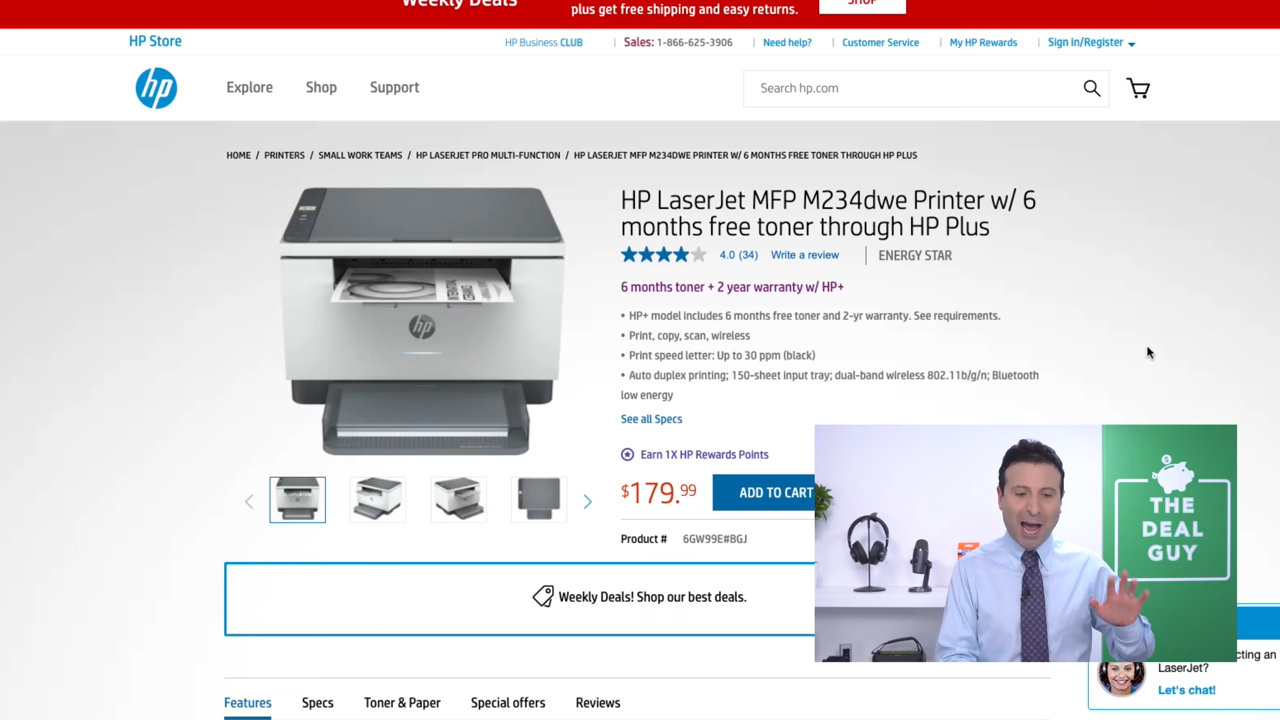 Weekly Deals
plus get free shipping and easy returns.
SHOP
HP Store
HP Business CLUB
Sales: 1-866-625-3906
Need help?
Customer Service
My HP Rewards
Sign in/Register
hp
Explore
Shop
Support
Search hp.com
HOME / PRINTERS / SMALL WORK TEAMS / HP LASERJET PRO MULTI-FUNCTION / HP LASERJET MFP M234DWE PRINTER W/ 6 MONTHS FREE TONER THROUGH HP PLUS
HP LaserJet MFP M234dwe Printer w/ 6
months free toner through HP Plus
4.0 (34) Write a review
ENERGY STAR
6 months toner + 2 year warranty w/ HP+
• HP+ model includes 6 months free toner and 2-yr warranty. See requirements.
• Print, copy, scan, wireless
• Print speed letter: Up to 30 ppm (black)
• Auto duplex printing; 150-sheet input tray; dual-band wireless 802.11b/g/n; Bluetooth
low energy
See all Specs
hp
Earn 1X HP Rewards Points
$179.99
ADD TO CART
Product # 6GW99E#BGJ
THE
DEAL
GUY
Weekly Deals! Shop our best deals.
cting an
LaserJet?
Let's chat!
Features
Specs
Toner & Paper
Special offers
Reviews